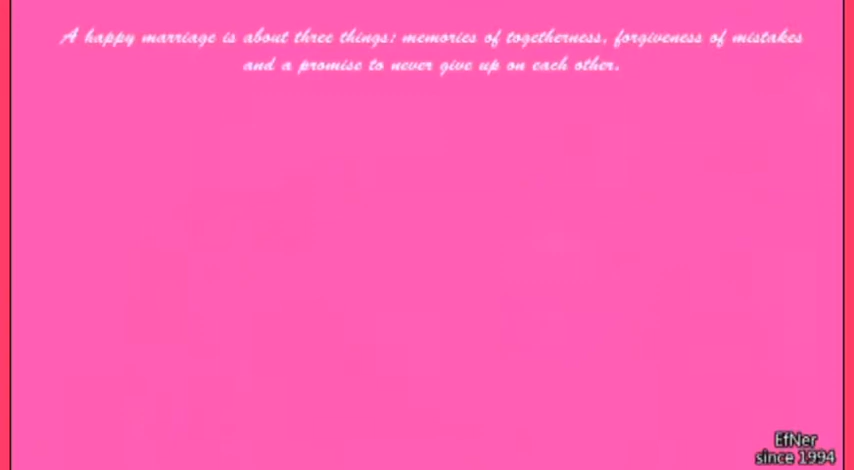 A happy marriage is about three things: memories of togetherness, forgiveness of mistakes
and a promise to never give up on each other.
EfNer
since 1994